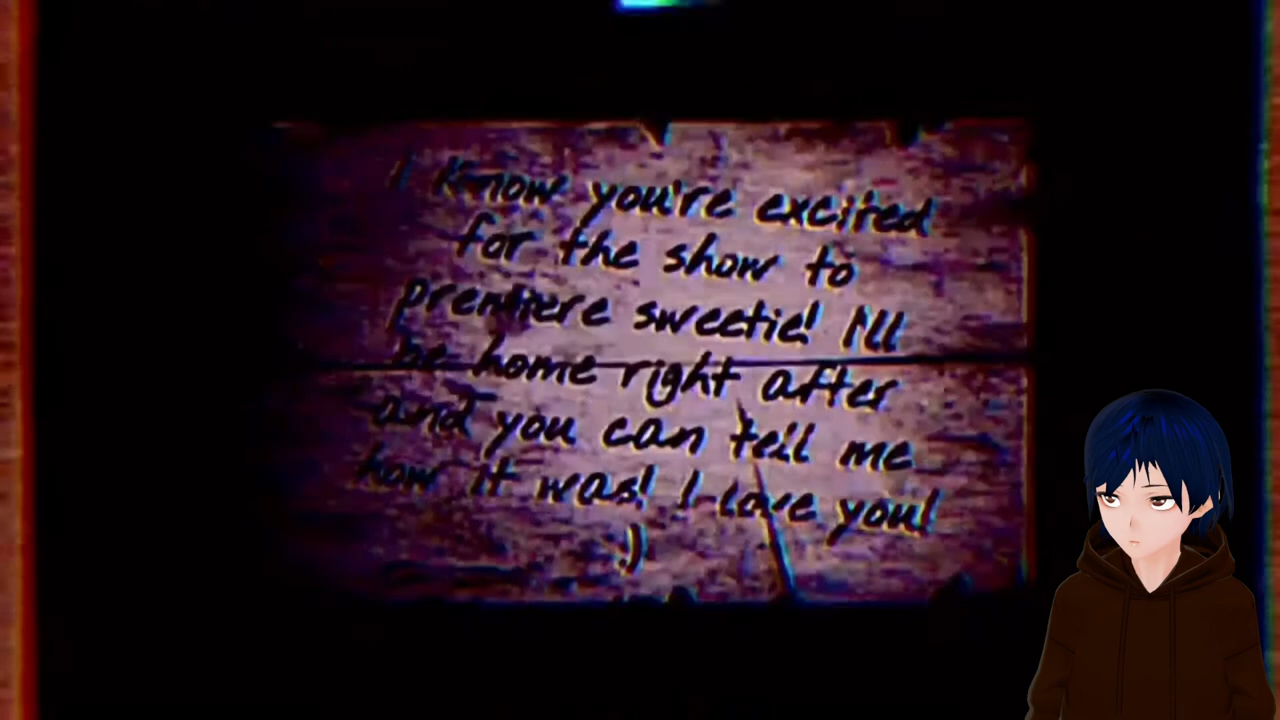 I know you're excited
for the show to
premiere sweetie! I'll
be home right after
and you can tell me
how it was! I love you!
:)